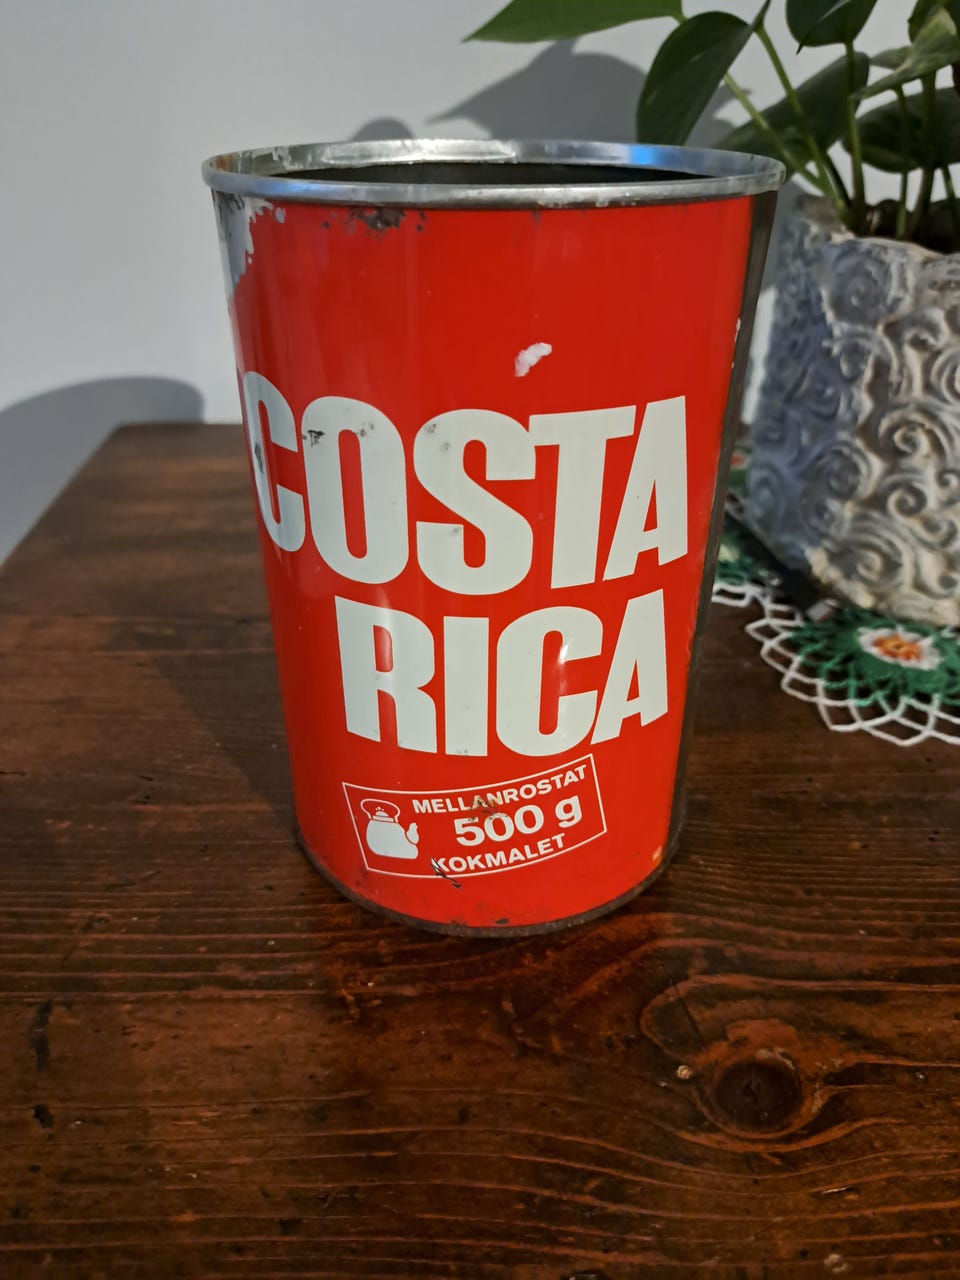 COSTA
RICA
MELLANROSTAT
500 g
KOKMALET